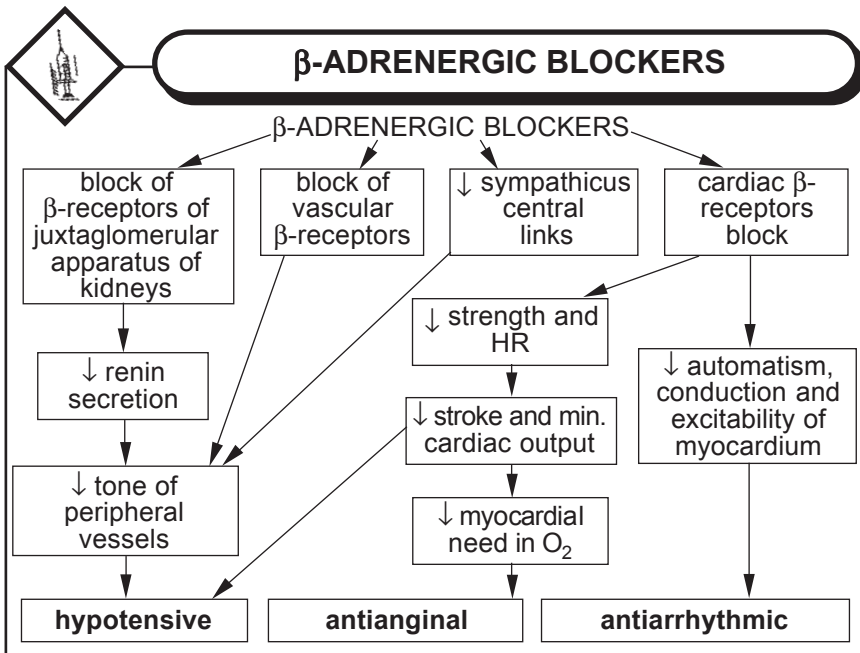 β-ADRENERGIC BLOCKERS
β-ADRENERGIC BLOCKERS
block of
β-receptors of
juxtaglomerular
apparatus of
kidneys
block of
vascular
β-receptors
↓ sympathicus
central
links
cardiac β-
receptors
block
↓ strength and
HR
↓ renin
secretion
↓ automatism,
conduction and
excitability of
myocardium
↓ stroke and min.
cardiac output
↓ tone of
peripheral
vessels
↓ myocardial
need in O₂
hypotensive
antianginal
antiarrhythmic